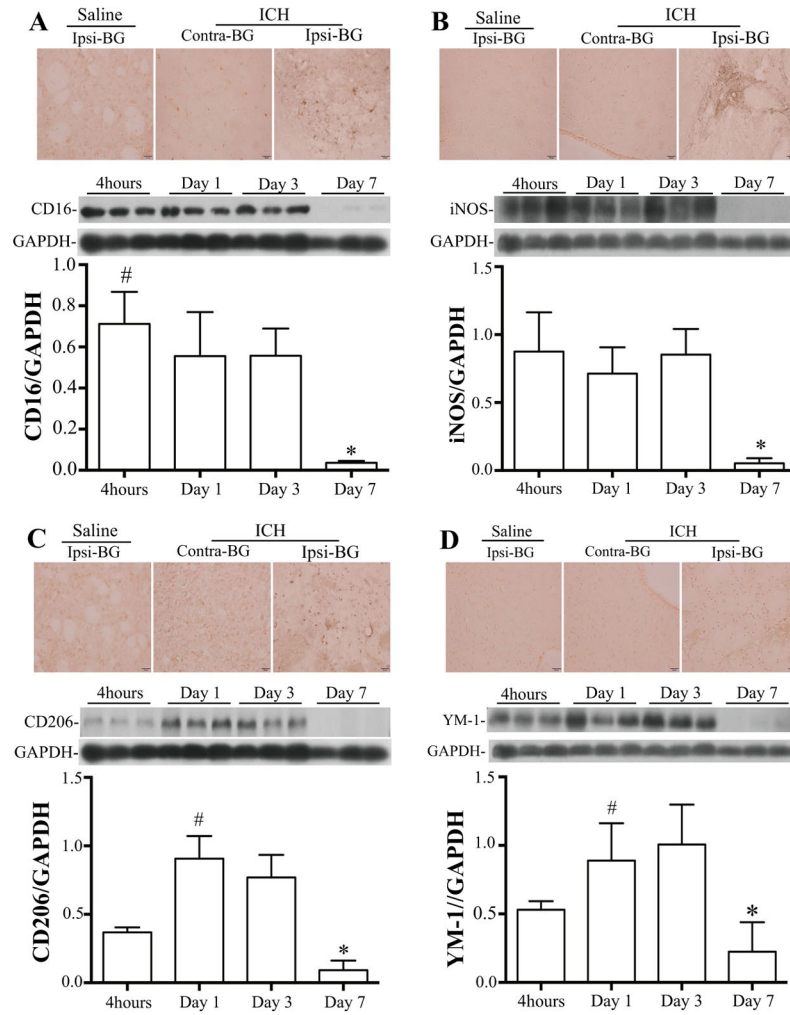 A
Saline
ICH
Ipsi-BG
Contra-BG
Ipsi-BG
4hours
Day 1
Day 3
Day 7
CD16-
GAPDH-
1.0
0.8
0.6
0.4
0.2
0.0
CD16/GAPDH
#
*
4hours
Day 1
Day 3
Day 7
B
Saline
ICH
Ipsi-BG
Contra-BG
Ipsi-BG
4hours
Day 1
Day 3
Day 7
iNOS-
GAPDH-
1.5
1.0
0.5
0.0
iNOS/GAPDH
*
4hours
Day 1
Day 3
Day 7
C
Saline
ICH
Ipsi-BG
Contra-BG
Ipsi-BG
4hours
Day 1
Day 3
Day 7
CD206-
GAPDH-
1.5
1.0
0.5
0.0
CD206/GAPDH
#
*
4hours
Day 1
Day 3
Day 7
D
Saline
ICH
Ipsi-BG
Contra-BG
Ipsi-BG
4hours
Day 1
Day 3
Day 7
YM-1-
GAPDH-
1.5
1.0
0.5
0.0
YM-1//GAPDH
#
*
4hours
Day 1
Day 3
Day 7